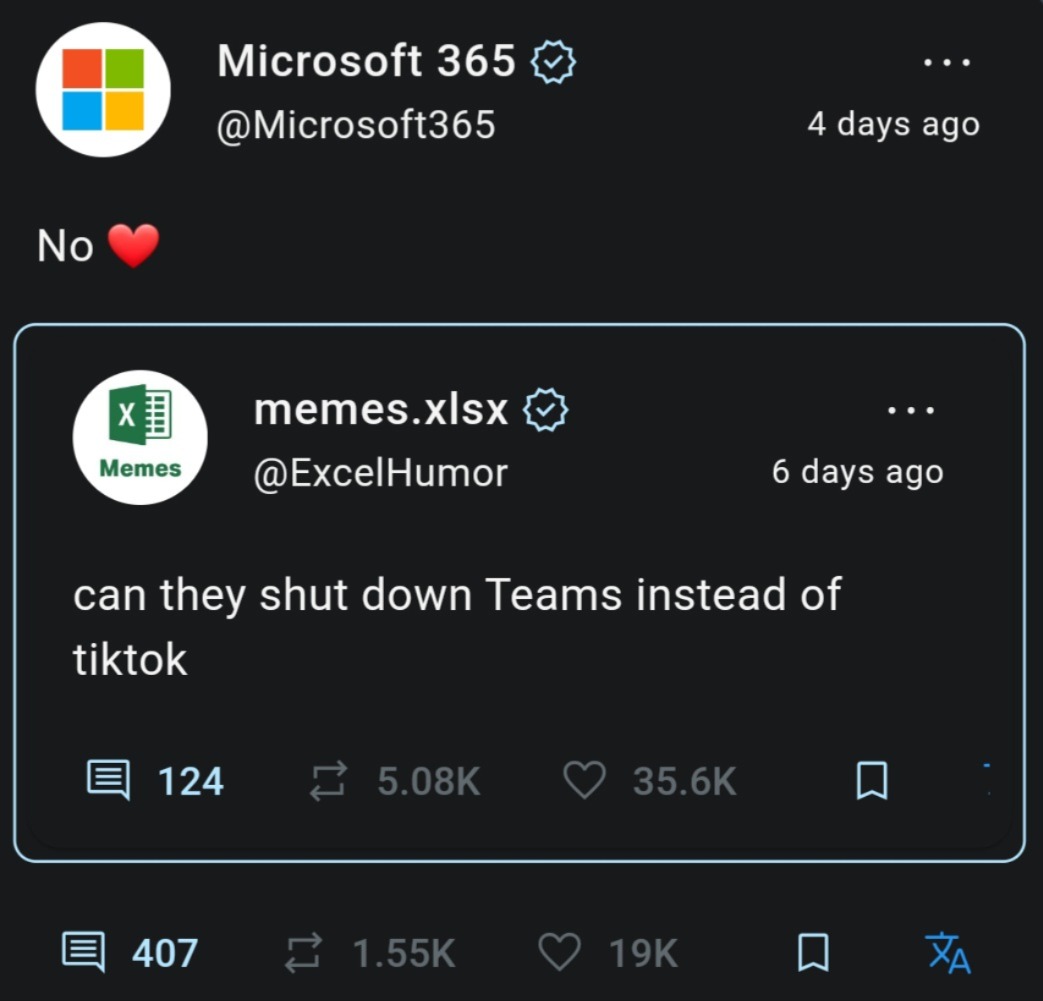 Microsoft 365
@Microsoft365
4 days ago
No ❤️
X
Memes
memes.xlsx
@ExcelHumor
6 days ago
can they shut down Teams instead of
tiktok
124 5.08K 35.6K
407 1.55K 19K